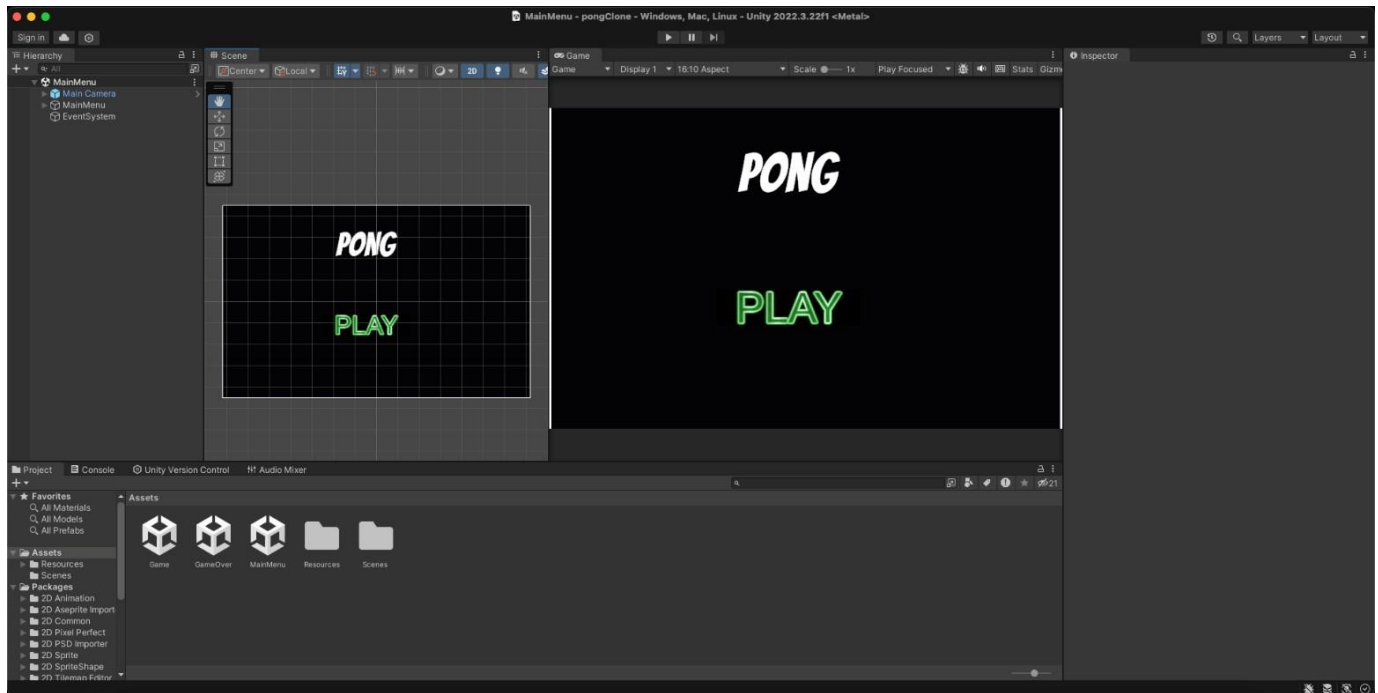 MainMenu - pongClone - Windows, Mac, Linux - Unity 2022.3.22f1 <Metal>
Sign in
Layers
Layout
Hierarchy
All
MainMenu
Main Camera
MainMenu
EventSystem
Scene
Center
Local
2D
PONG
PLAY
Game
Game
Display 1
16:10 Aspect
Scale
1x
Play Focused
Stats
Gizm
PONG
PLAY
Inspector
Project
Console
Unity Version Control
Audio Mixer
21
Favorites
All Materials
All Models
All Prefabs
Assets
Resources
Scenes
Packages
2D Animation
2D Aseprite Import
2D Common
2D Pixel Perfect
2D PSD Importer
2D Sprite
2D SpriteShape
2D Tilemap Editor
Assets
Game
GameOver
MainMenu
Resources
Scenes